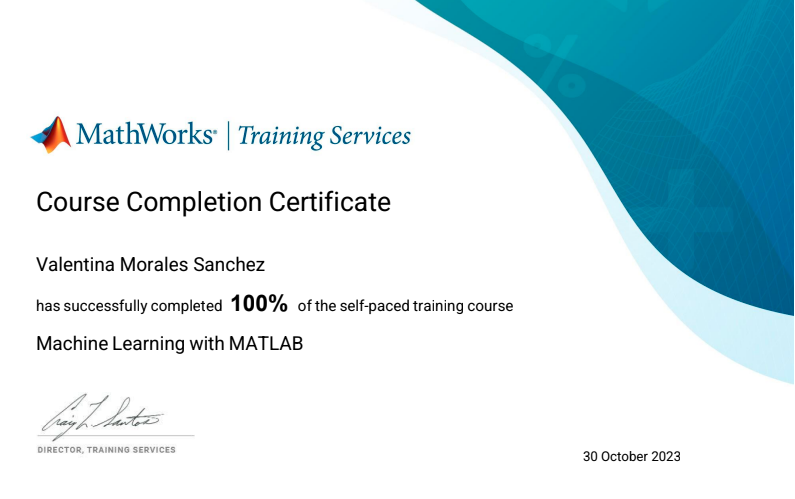 MathWorks® | Training Services
Course Completion Certificate
Valentina Morales Sanchez
has successfully completed 100% of the self-paced training course
Machine Learning with MATLAB
Craig L. Santos
DIRECTOR, TRAINING SERVICES
30 October 2023